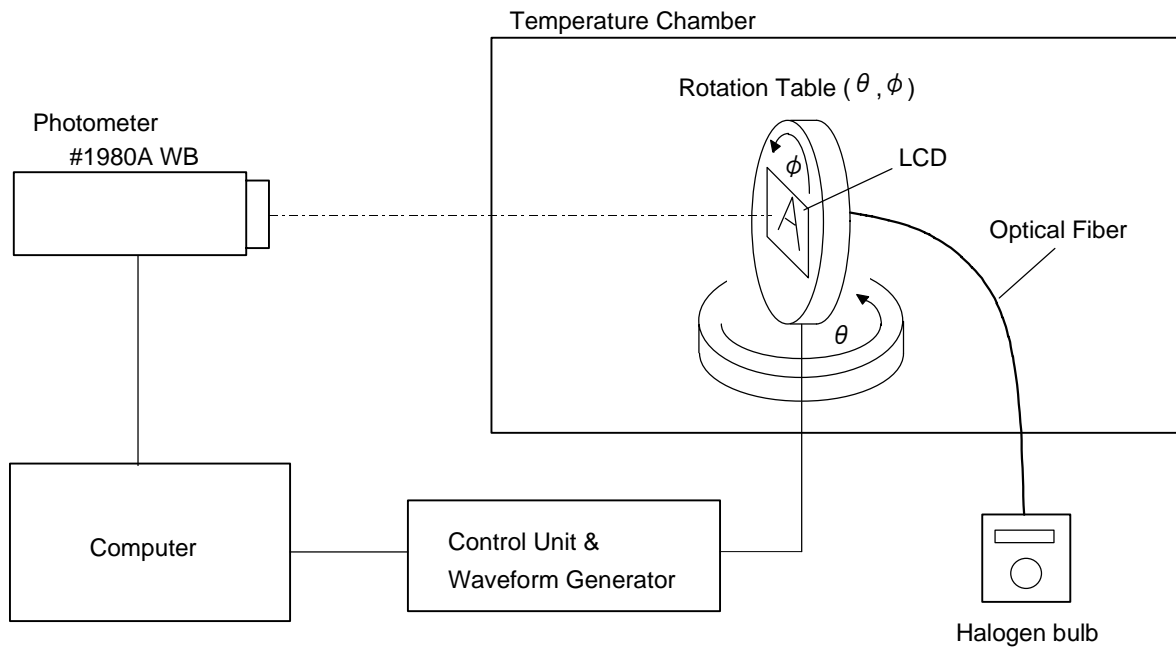 Temperature Chamber
Rotation Table ( θ , φ )
Photometer
#1980A WB
LCD
φ
A
Optical Fiber
θ
Computer
Control Unit &
Waveform Generator
Halogen bulb